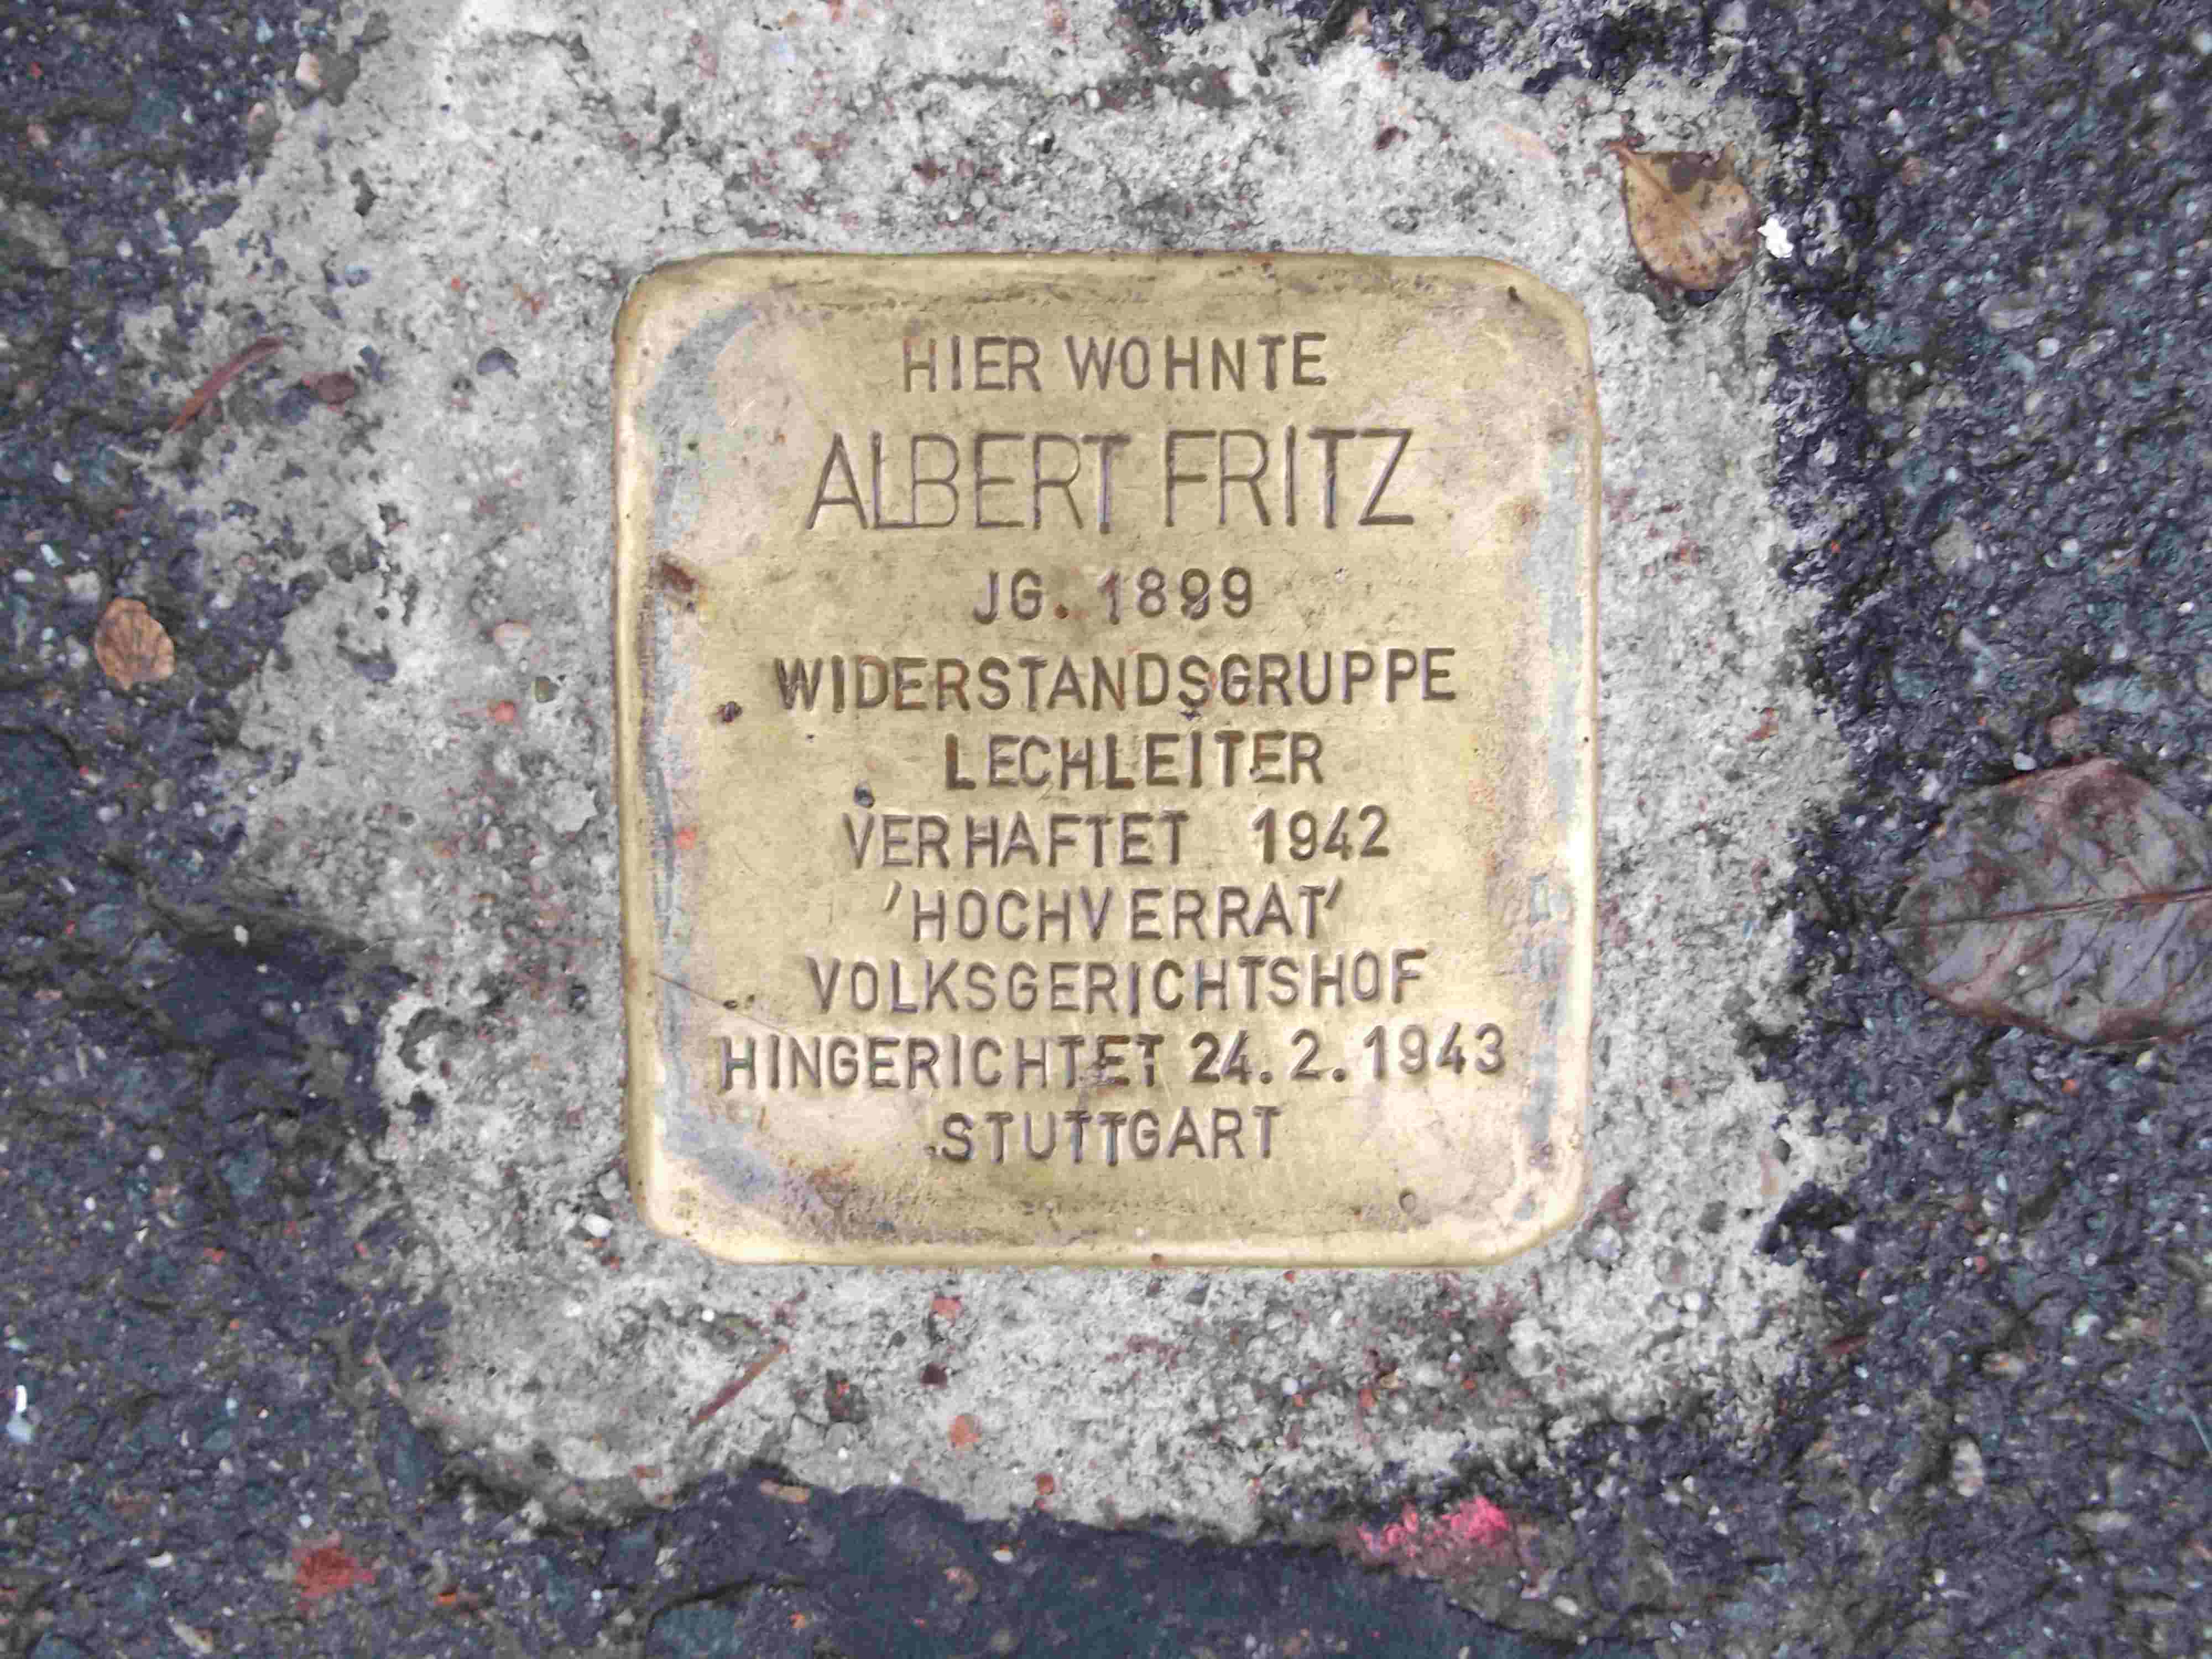 HIER WOHNTE
ALBERT FRITZ
JG. 1899
WIDERSTANDSGRUPPE
LECHLEITER
VERHAFTET 1942
'HOCHVERRAT'
VOLKSGERICHTSHOF
HINGERICHTET 24.2.1943
STUTTGART